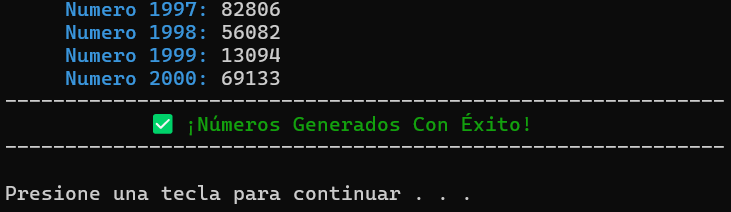 Numero 1997: 82806
Numero 1998: 56082
Numero 1999: 13094
Numero 2000: 69133
------------------------------------------------------------
✅ ¡Números Generados Con Éxito!
------------------------------------------------------------
Presione una tecla para continuar . . .